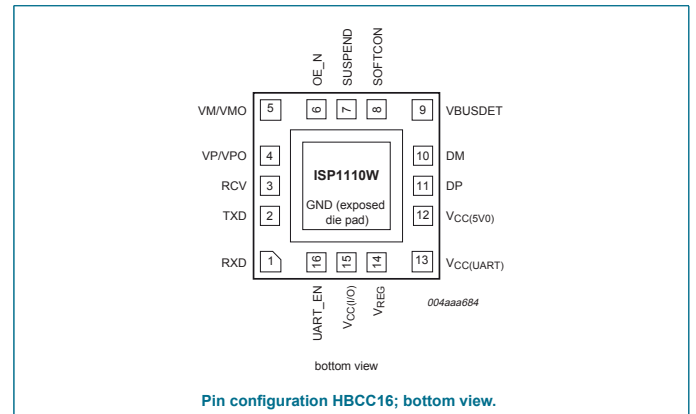 OE_N
SUSPEND
SOFTCON
VM/VMO 5 6 7 8 9 VBUSDET
VP/VPO 4 10 DM
RCV 3 ISP1110W 11 DP
TXD 2 GND (exposed die pad) 12 VCC(5V0)
RXD 1 16 15 14 13 VCC(UART)
UART_EN
VCC(I/O)
VREG
004aaa684
bottom view
Pin configuration HBCC16; bottom view.